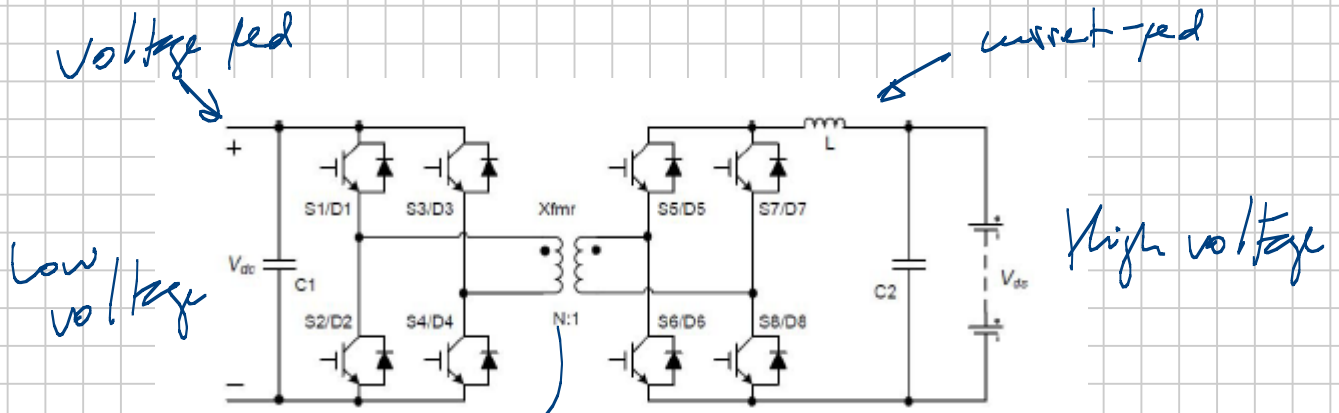 voltage fed
current-fed
+
L
S1/D1
S3/D3
Xfmr
S5/D5
S7/D7
Low
voltage
Vdc
C1
C2
High voltage
S2/D2
S4/D4
N:1
S6/D6
S8/D8
−